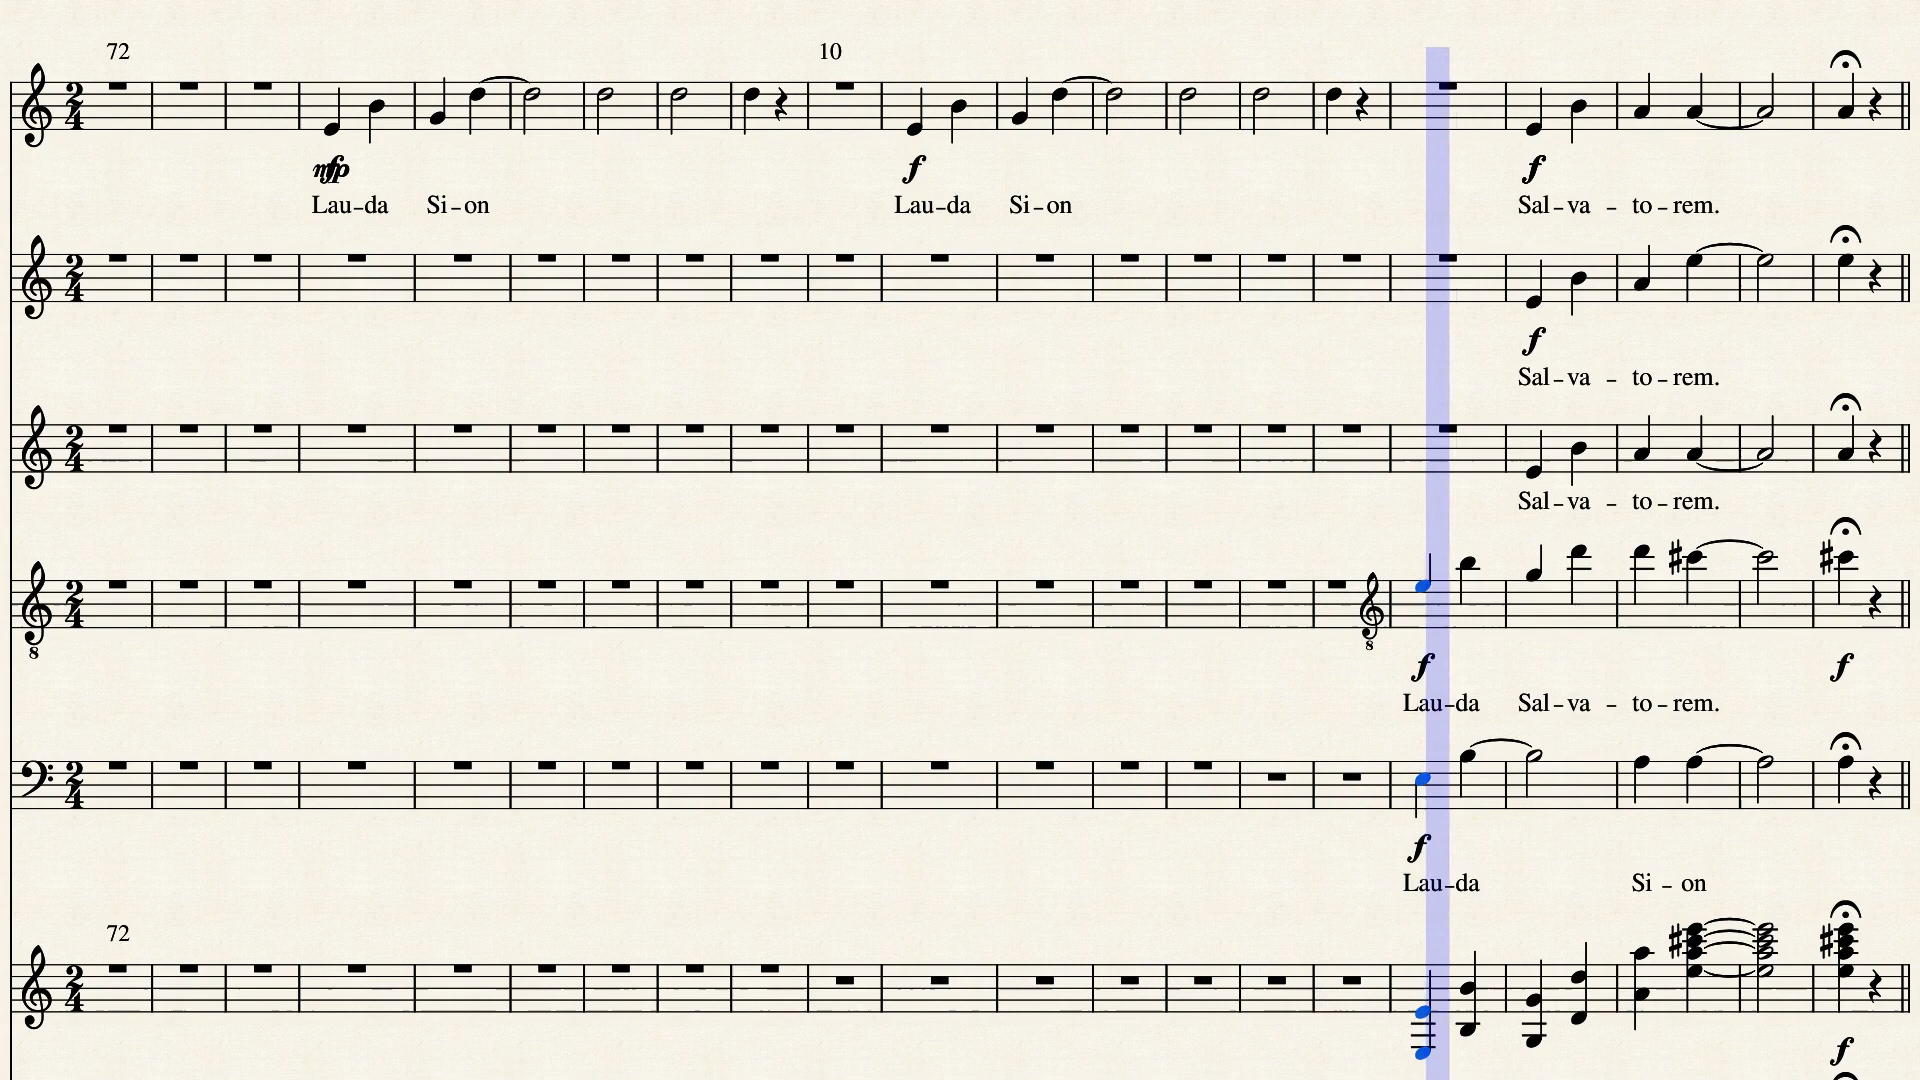 72 10
mfp f f
Lau-da Si-on Lau-da Si-on Sal-va - to-rem.
f
Sal-va - to-rem.
Sal-va - to-rem.
f f
Lau-da Sal-va - to-rem.
f
Lau-da Si - on
72
f